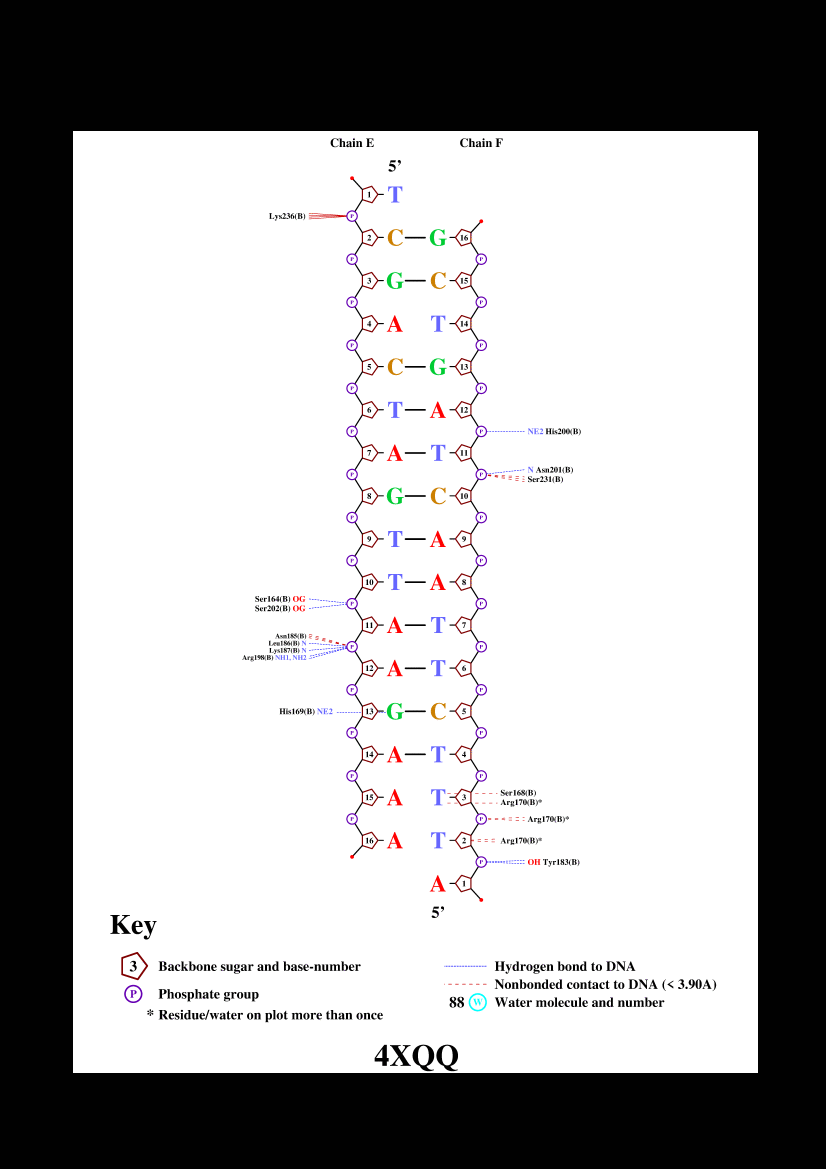 Chain E Chain F
5’
1 T
Lys236(B) P
2 C G 16
P P
3 G C 15
P P
4 A T 14
P P
5 C G 13
P P
6 T A 12
P P NE2 His200(B)
7 A T 11
P P N Asn201(B)
Ser231(B)
8 G C 10
P P
9 T A 9
P P
10 T A 8
Ser164(B) OG P P
Ser202(B) OG
11 A T 7
Asn185(B)
Leu186(B) N P P
Lys187(B) N
Arg198(B) NH1, NH2
12 A T 6
P P
His169(B) NE2 13 G C 5
P P
14 A T 4
P P
15 A T 3 Ser168(B)
Arg170(B)*
P P Arg170(B)*
16 A T 2 Arg170(B)*
P OH Tyr183(B)
A 1
5’
Key
3 Backbone sugar and base-number
P Phosphate group
* Residue/water on plot more than once
Hydrogen bond to DNA
Nonbonded contact to DNA (< 3.90A)
88 W Water molecule and number
4XQQ